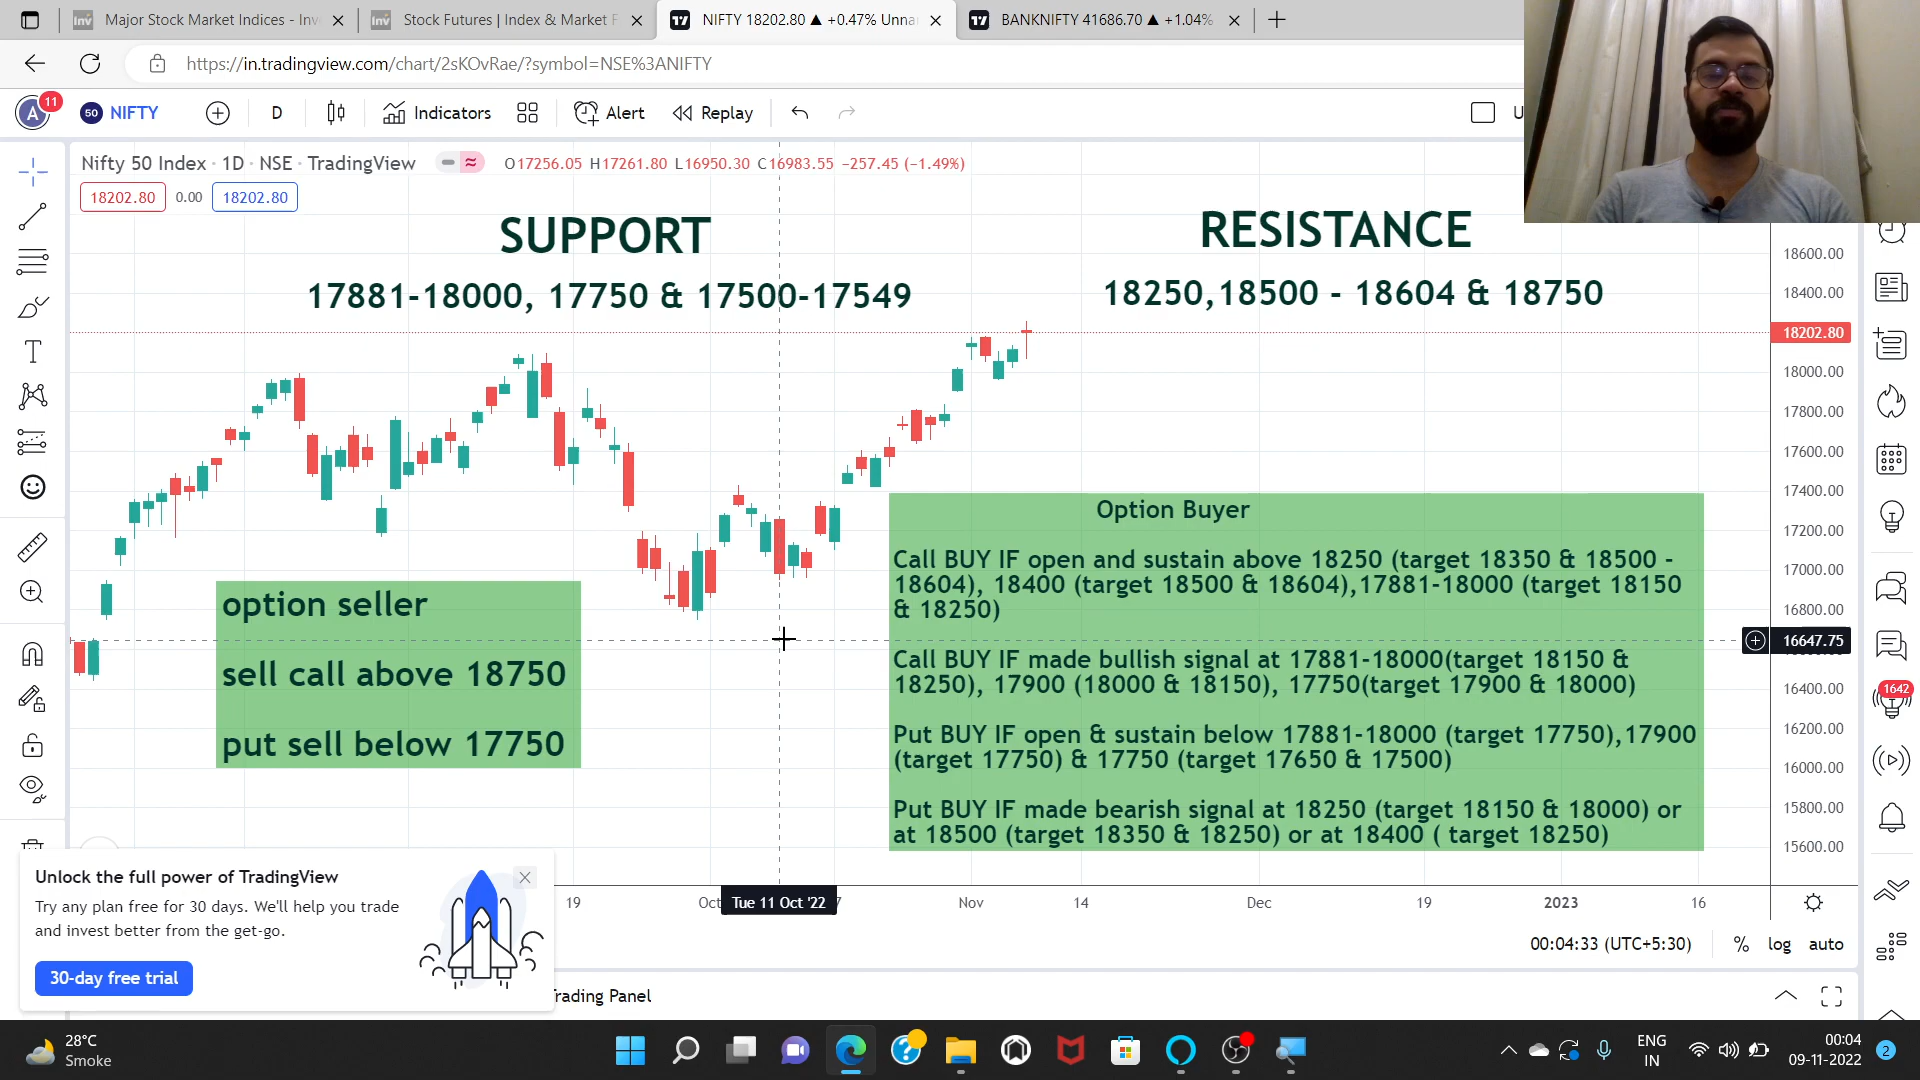 Major Stock Market Indices - Inv
Stock Futures | Index & Market F
NIFTY 18202.80 ▲ +0.47% Unna
BANKNIFTY 41686.70 ▲ +1.04%
https://in.tradingview.com/chart/2sKOvRae/?symbol=NSE%3ANIFTY
A 11
50 NIFTY
D
Indicators
Alert
Replay
U
Nifty 50 Index · 1D · NSE · TradingView
O17256.05 H17261.80 L16950.30 C16983.55 −257.45 (−1.49%)
18202.80 0.00 18202.80
SUPPORT
17881-18000, 17750 & 17500-17549
RESISTANCE
18250,18500 - 18604 & 18750
option seller
sell call above 18750
put sell below 17750
Option Buyer
Call BUY IF open and sustain above 18250 (target 18350 & 18500 -
18604), 18400 (target 18500 & 18604),17881-18000 (target 18150
& 18250)
Call BUY IF made bullish signal at 17881-18000(target 18150 &
18250), 17900 (18000 & 18150), 17750(target 17900 & 18000)
Put BUY IF open & sustain below 17881-18000 (target 17750),17900
(target 17750) & 17750 (target 17650 & 17500)
Put BUY IF made bearish signal at 18250 (target 18150 & 18000) or
at 18500 (target 18350 & 18250) or at 18400 ( target 18250)
18600.00
18400.00
18202.80
18000.00
17800.00
17600.00
17400.00
17200.00
17000.00
16800.00
16647.75
16400.00
16200.00
16000.00
15800.00
15600.00
1642
19
Oct
Tue 11 Oct '22
7
Nov
14
Dec
19
2023
16
00:04:33 (UTC+5:30)
%
log
auto
Unlock the full power of TradingView
Try any plan free for 30 days. We'll help you trade
and invest better from the get-go.
30-day free trial
Trading Panel
28°C
Smoke
ENG
IN
00:04
09-11-2022
2